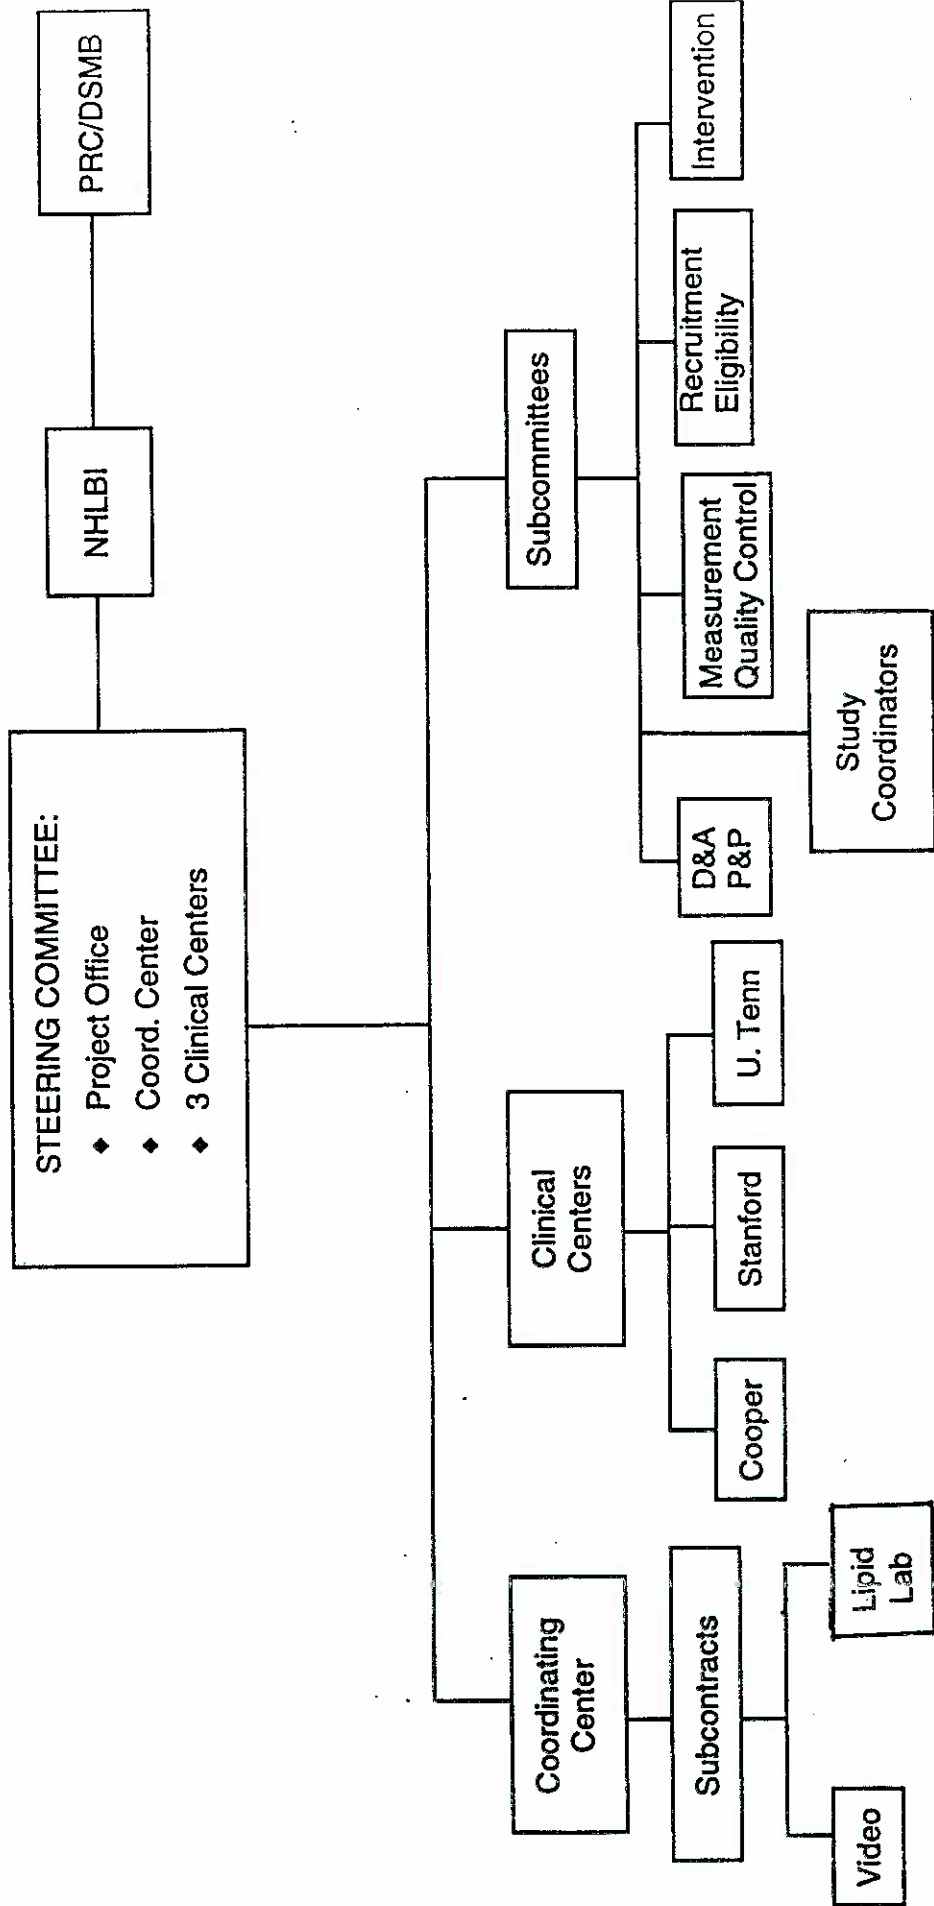 STEERING COMMITTEE:
◆ Project Office
◆ Coord. Center
◆ 3 Clinical Centers
NHLBI
PRC/DSMB
Coordinating
Center
Clinical
Centers
Subcommittees
Subcontracts
Video
Lipid
Lab
Cooper
Stanford
U. Tenn
D&A
P&P
Study
Coordinators
Measurement
Quality Control
Recruitment
Eligibility
Intervention